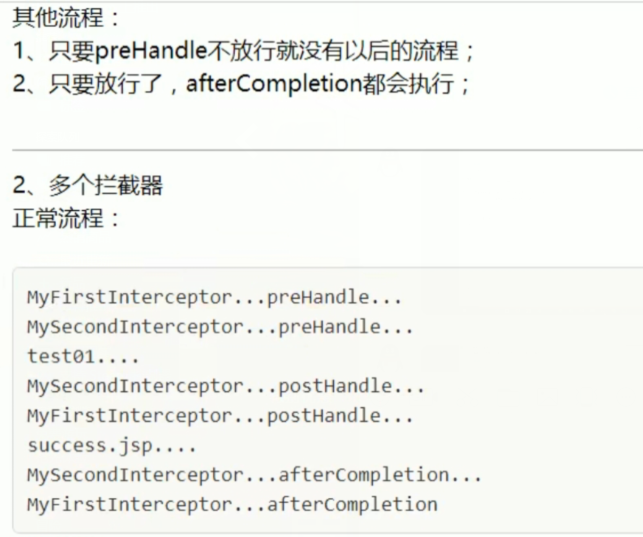 其他流程：
1、只要preHandle不放行就没有以后的流程；
2、只要放行了，afterCompletion都会执行；
2、多个拦截器
正常流程：
MyFirstInterceptor...preHandle...
MySecondInterceptor...preHandle...
test01....
MySecondInterceptor...postHandle...
MyFirstInterceptor...postHandle...
success.jsp....
MySecondInterceptor...afterCompletion...
MyFirstInterceptor...afterCompletion